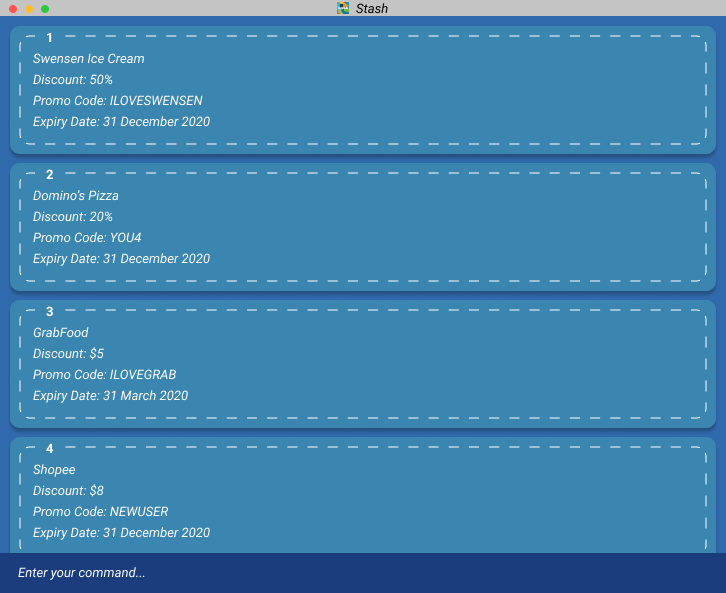 Stash
1
Swensen Ice Cream
Discount: 50%
Promo Code: ILOVESWENSEN
Expiry Date: 31 December 2020
2
Domino's Pizza
Discount: 20%
Promo Code: YOU4
Expiry Date: 31 December 2020
3
GrabFood
Discount: $5
Promo Code: ILOVEGRAB
Expiry Date: 31 March 2020
4
Shopee
Discount: $8
Promo Code: NEWUSER
Expiry Date: 31 December 2020
Enter your command...